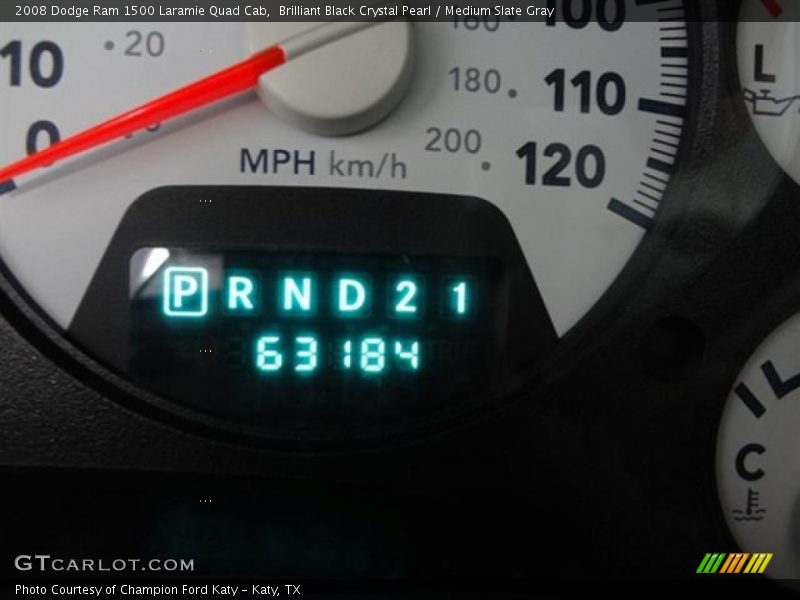 2008 Dodge Ram 1500 Laramie Quad Cab, Brilliant Black Crystal Pearl / Medium Slate Gray
100
10 20
180 110 L
0
200 120
MPH km/h
P R N D 2 1
63184
C
GTCARLOT.COM
Photo Courtesy of Champion Ford Katy - Katy, TX